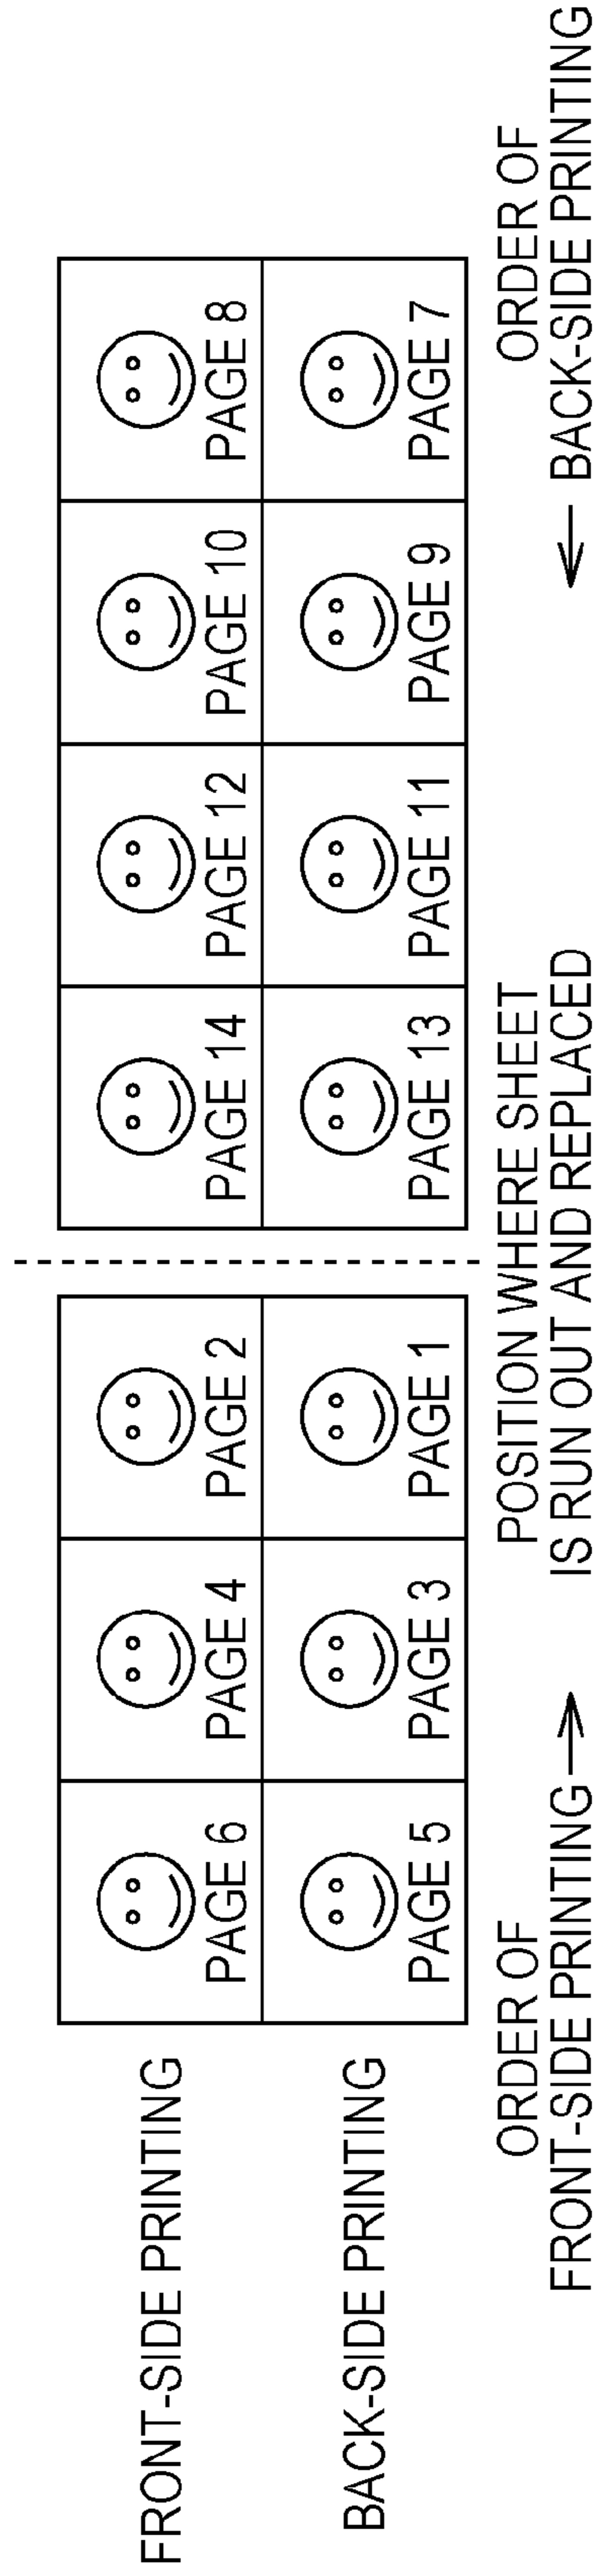 FRONT-SIDE PRINTING
PAGE 6
PAGE 4
PAGE 2
PAGE 14
PAGE 12
PAGE 10
PAGE 8
BACK-SIDE PRINTING
PAGE 5
PAGE 3
PAGE 1
PAGE 13
PAGE 11
PAGE 9
PAGE 7
ORDER OF
FRONT-SIDE PRINTING →
POSITION WHERE SHEET
IS RUN OUT AND REPLACED
ORDER OF
← BACK-SIDE PRINTING